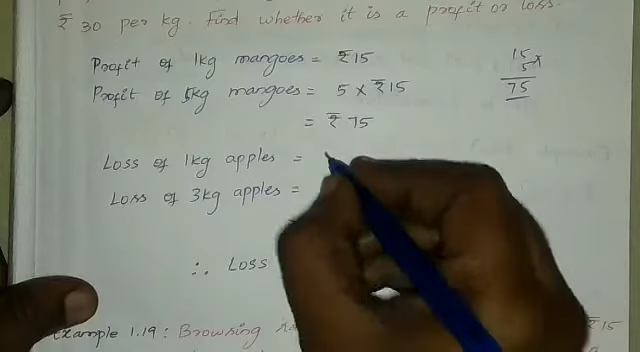 ₹ 30 per kg. Find whether it is a profit or loss.
Profit of 1kg mangoes = ₹15
Profit of 5kg mangoes = 5 × ₹15
= ₹75
15
5×
75
Loss of 1kg apples =
Loss of 3kg apples =
∴ Loss
Example 1.19: Browsing
₹15